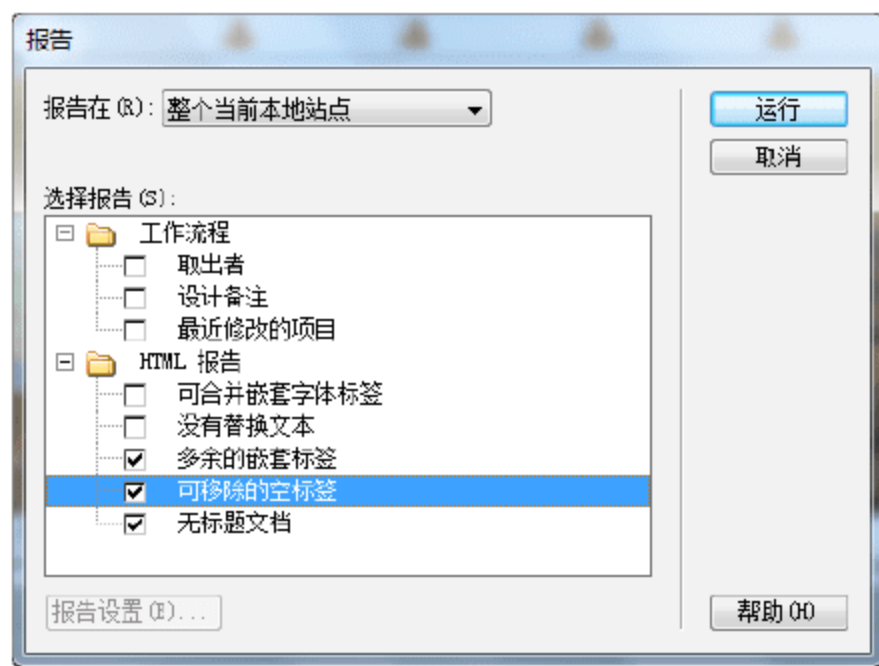 报告
报告在(R): 整个当前本地站点
运行
取消
选择报告(S):
工作流程
取出者
设计备注
最近修改的项目
HTML 报告
可合并嵌套字体标签
没有替换文本
多余的嵌套标签
可移除的空标签
无标题文档
报告设置(E)...
帮助(H)